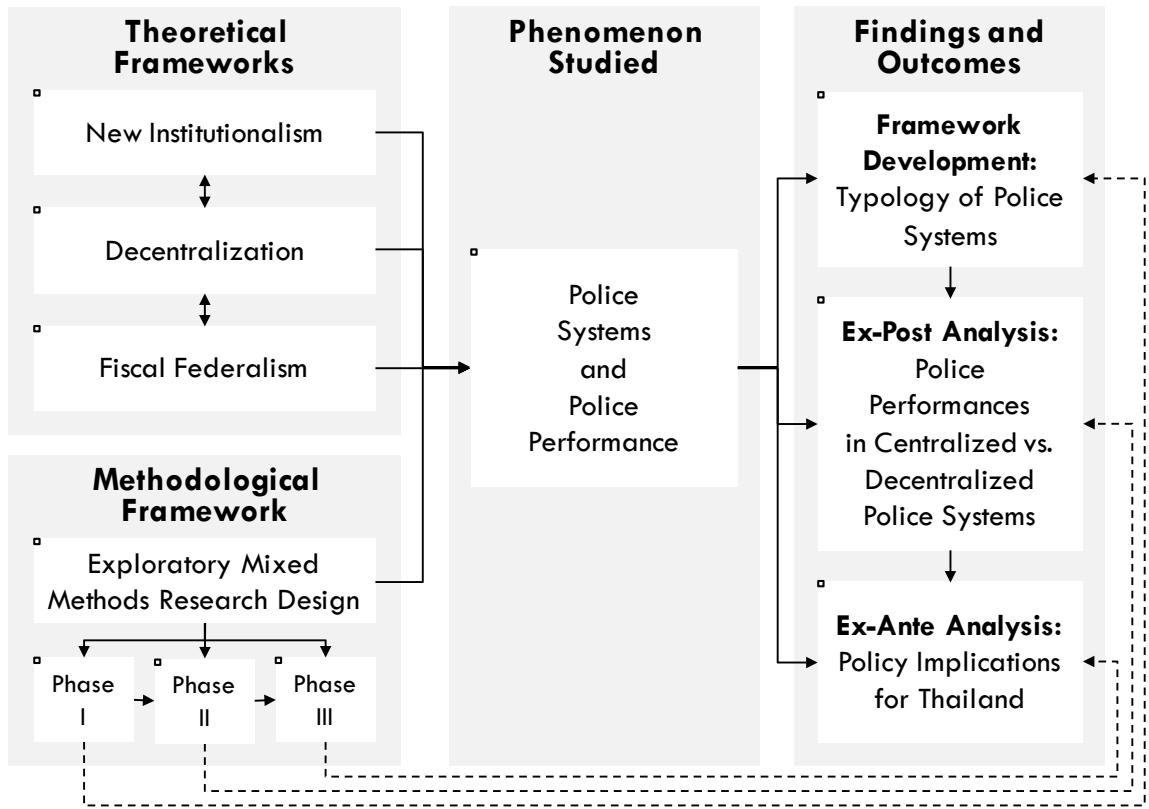 Theoretical
Frameworks
New Institutionalism
Decentralization
Fiscal Federalism
Methodological
Framework
Exploratory Mixed
Methods Research Design
Phase
I
Phase
II
Phase
III
Phenomenon
Studied
Police
Systems
and
Police
Performance
Findings and
Outcomes
Framework
Development:
Typology of Police
Systems
Ex-Post Analysis:
Police
Performances
in Centralized vs.
Decentralized
Police Systems
Ex-Ante Analysis:
Policy Implications
for Thailand